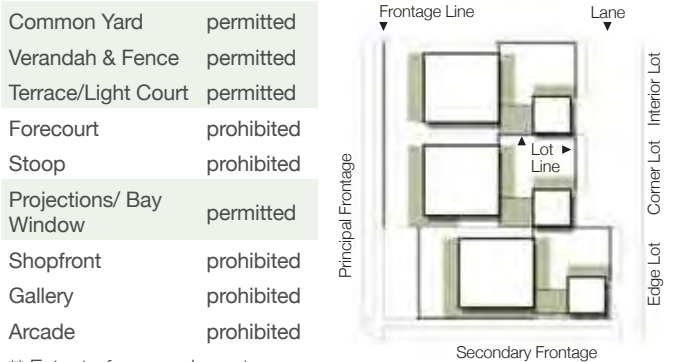 Common Yard permitted
Verandah & Fence permitted
Terrace/Light Court permitted
Forecourt prohibited
Stoop prohibited
Projections/ Bay
Window permitted
Shopfront prohibited
Gallery prohibited
Arcade prohibited
Frontage Line
Lane
Lot
Line
Principal Frontage
Interior Lot
Corner Lot
Edge Lot
Secondary Frontage